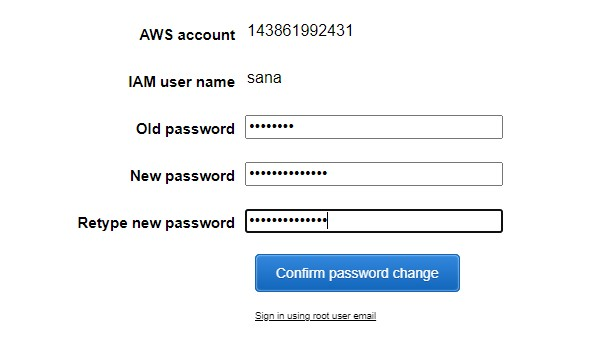 AWS account 143861992431
IAM user name sana
Old password ••••••••
New password ••••••••••••••
Retype new password ••••••••••••••
Confirm password change
Sign in using root user email